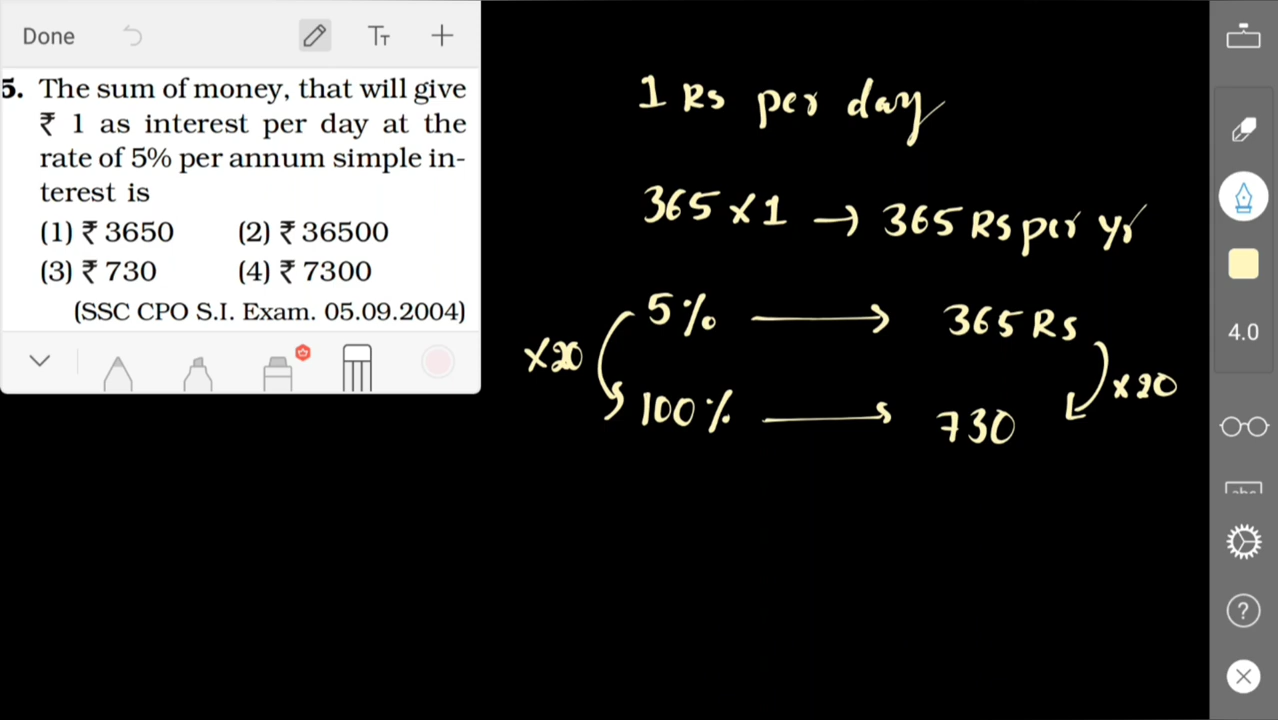 Done
TT
5. The sum of money, that will give
₹ 1 as interest per day at the
rate of 5% per annum simple in-
terest is
(1) ₹ 3650 (2) ₹ 36500
(3) ₹ 730 (4) ₹ 7300
(SSC CPO S.I. Exam. 05.09.2004)
1 Rs per day
365 × 1 → 365 Rs per yr
5% → 365 Rs
×20 ×20
100% → 730
4.0
abc
?